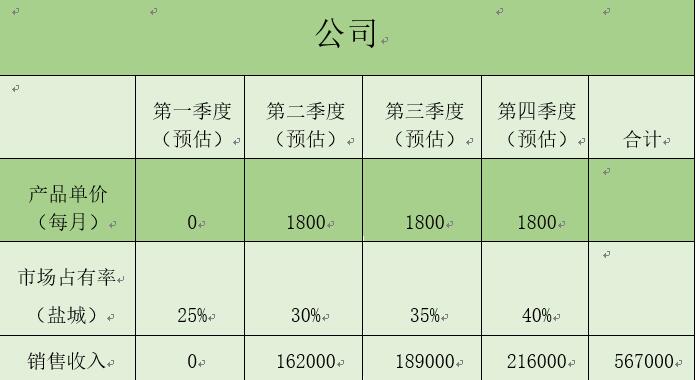 公司
第一季度
（预估）
第二季度
（预估）
第三季度
（预估）
第四季度
（预估）
合计
产品单价
（每月）
0
1800
1800
1800
市场占有率
（盐城）
25%
30%
35%
40%
销售收入
0
162000
189000
216000
567000